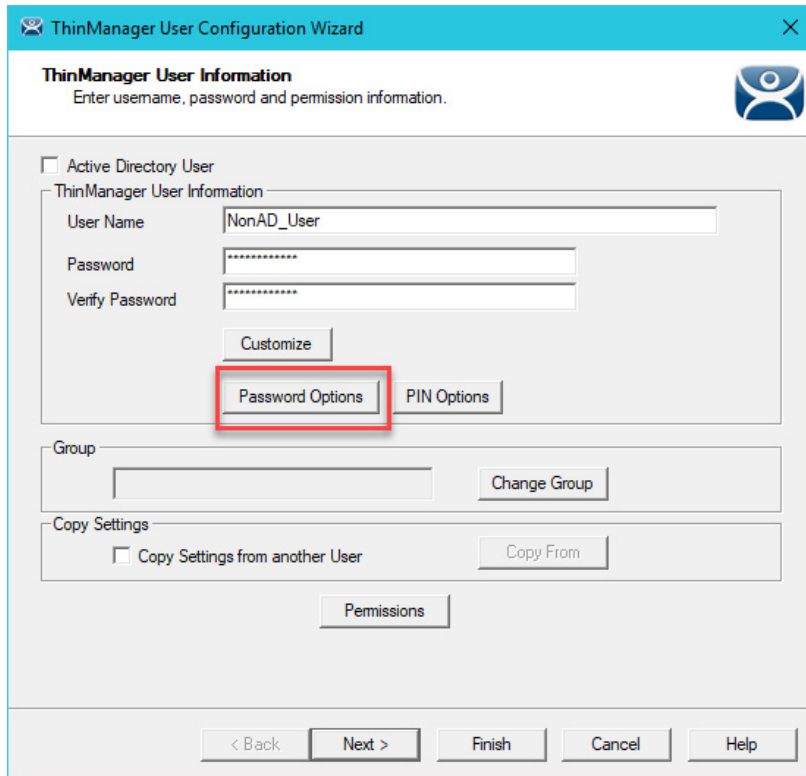 ThinManager User Configuration Wizard
ThinManager User Information
Enter username, password and permission information.
Active Directory User
ThinManager User Information
User Name NonAD_User
Password ************
Verify Password ************
Customize
Password Options PIN Options
Group
Change Group
Copy Settings
Copy Settings from another User Copy From
Permissions
< Back Next > Finish Cancel Help